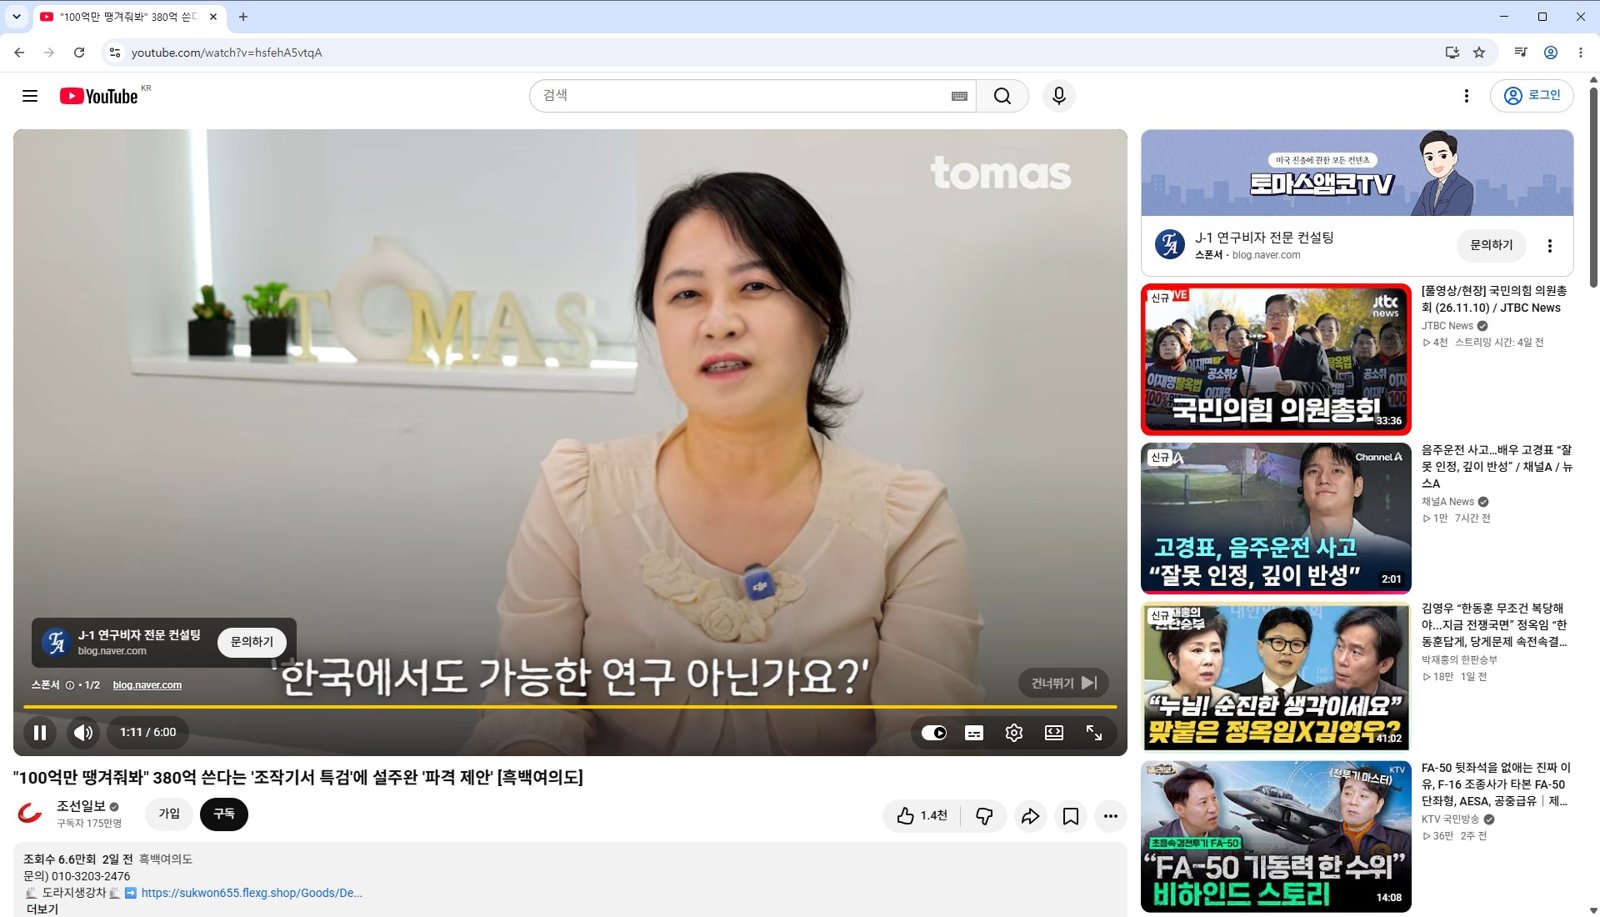 "100억만 땡겨줘봐" 380억 쓴다
youtube.com/watch?v=hsfehA5vtqA
YouTube KR
검색
로그인
tomas
TOMAS
J-1 연구비자 전문 컨설팅
blog.naver.com
문의하기
스폰서 · 1/2 blog.naver.com
'한국에서도 가능한 연구 아닌가요?'
건너뛰기
1:11 / 6:00
"100억만 땡겨줘봐" 380억 쓴다는 '조작기서 특검'에 설주완 '파격 제안' [흑백여의도]
조선일보
구독자 175만명
가입
구독
1.4천
조회수 6.6만회 2일 전 흑백여의도
문의) 010-3203-2476
도라지생강차 https://sukwon655.flexg.shop/Goods/De...
더보기
미국 진출에 관한 모든 컨텐츠
토마스앰코TV
J-1 연구비자 전문 컨설팅
스폰서 · blog.naver.com
문의하기
신규 LIVE
jtbc news
국민의힘 의원총회
33:36
[풀영상/현장] 국민의힘 의원총
회 (26.11.10) / JTBC News
JTBC News
4천 스트리밍 시간: 4일 전
신규
Channel A
고경표, 음주운전 사고
"잘못 인정, 깊이 반성"
2:01
음주운전 사고…배우 고경표 "잘
못 인정, 깊이 반성" / 채널A / 뉴
스A
채널A News
1만 7시간 전
신규
한판승부
"누님! 순진한 생각이세요"
맞붙은 정옥임X김영우?
41:02
김영우 "한동훈 무조건 복당해
야...지금 전쟁국면" 정옥임 "한
동훈답게, 당게문제 속전속결...
박재홍의 한판승부
18만 1일 전
(전투기 마스터)
KTV
초음속 경전투기 FA-50
"FA-50 기동력 한 수위"
비하인드 스토리
14:08
FA-50 뒷좌석을 없애는 진짜 이
유, F-16 조종사가 타본 FA-50
단좌형, AESA, 공중급유｜제...
KTV 국민방송
36만 2주 전